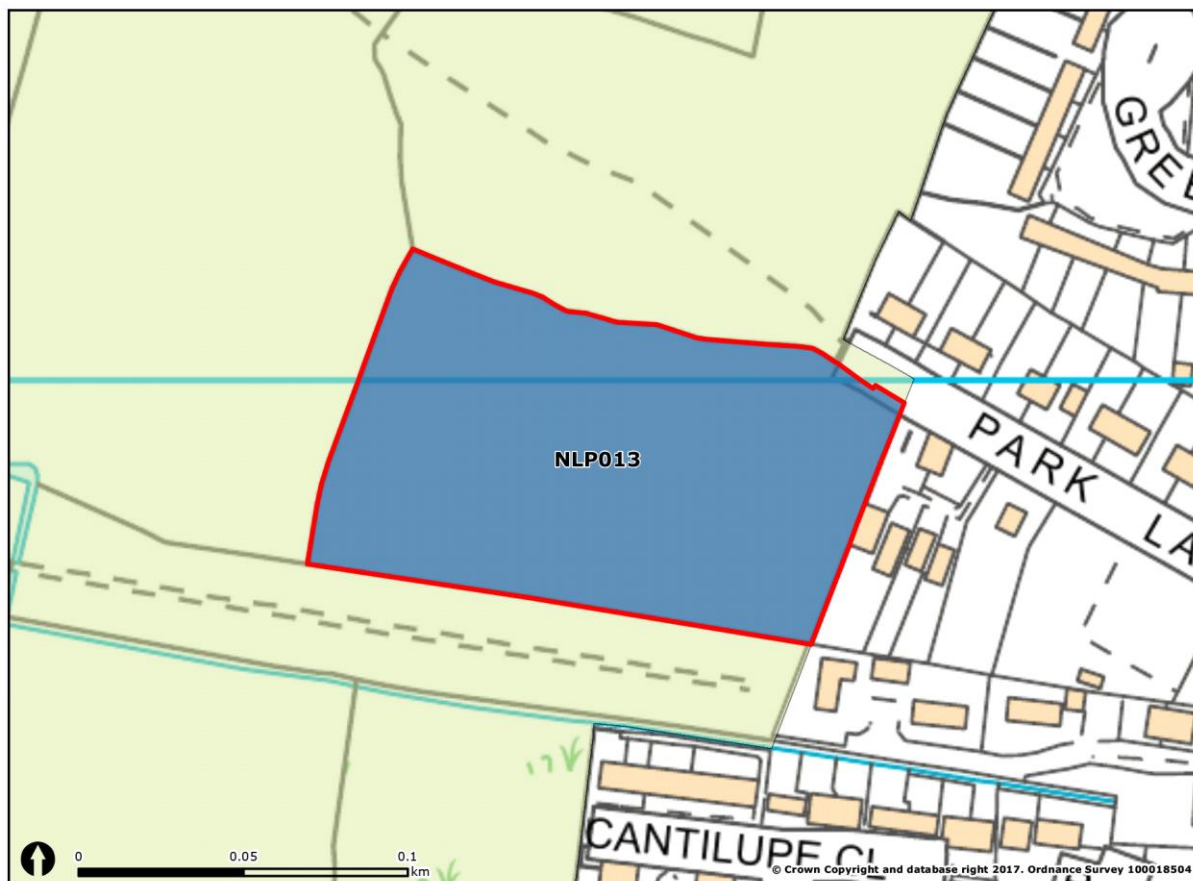 GREE
PARK LA
NLP013
CANTILUPE CL
0 0.05 0.1
km
© Crown Copyright and database right 2017. Ordnance Survey 100018504